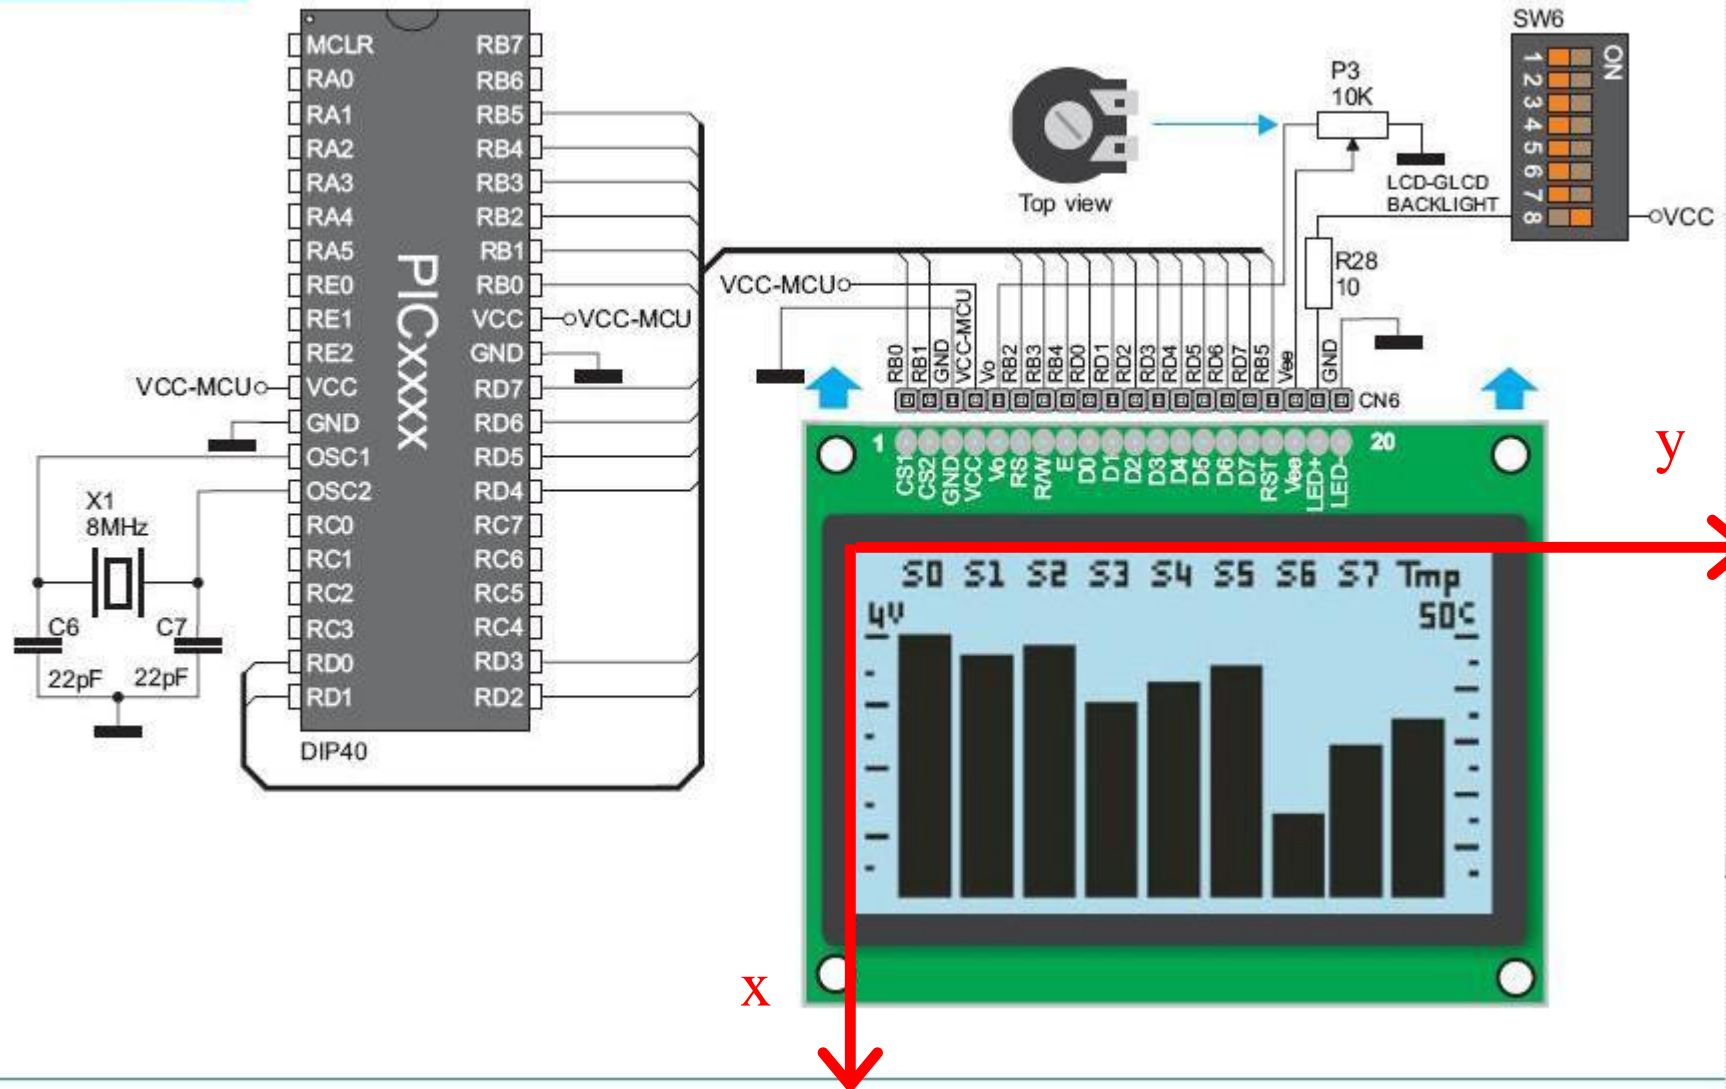 MCLR RB7
RA0 RB6
RA1 RB5
RA2 RB4
RA3 RB3
RA4 RB2
RA5 RB1
RE0 RB0
RE1 VCC VCC-MCU
RE2 GND
VCC-MCU VCC RD7
GND RD6
OSC1 RD5
OSC2 RD4
RC0 RC7
RC1 RC6
RC2 RC5
RC3 RC4
RD0 RD3
RD1 RD2
PICxxxx
DIP40
X1
8MHz
C6 C7
22pF 22pF
Top view
P3
10K
SW6
ON
1
2
3
4
5
6
7
8
LCD-GLCD
BACKLIGHT
VCC
R28
10
VCC-MCU
RB0
RB1
GND
VCC-MCU
Vo
RB2
RB3
RB4
RD0
RD1
RD2
RD3
RD4
RD5
RD6
RD7
RB5
Vee
GND
CN6
1 20
CS1
CS2
GND
VCC
Vo
RS
R/W
E
D0
D1
D2
D3
D4
D5
D6
D7
RST
Vee
LED+
LED-
y
S0 S1 S2 S3 S4 S5 S6 S7 Tmp
4V 50C
x